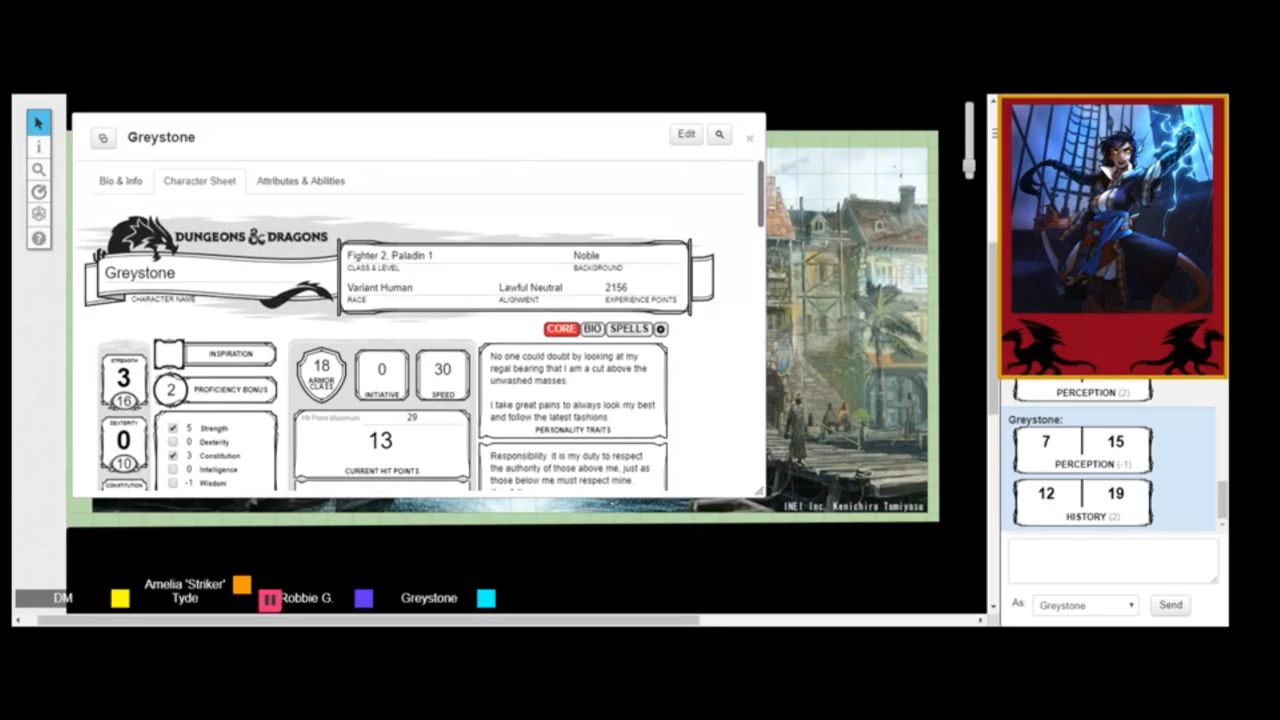 Greystone
Edit
Bio & Info
Character Sheet
Attributes & Abilities
DUNGEONS & DRAGONS
Greystone
CHARACTER NAME
Fighter 2, Paladin 1
CLASS & LEVEL
Noble
BACKGROUND
Variant Human
RACE
Lawful Neutral
ALIGNMENT
2156
EXPERIENCE POINTS
CORE BIO SPELLS
STRENGTH
3
16
DEXTERITY
0
10
CONSTITUTION
INSPIRATION
2 PROFICIENCY BONUS
5 Strength
0 Dexterity
3 Constitution
0 Intelligence
-1 Wisdom
18
ARMOR
CLASS
0
INITIATIVE
30
SPEED
Hit Point Maximum 29
13
CURRENT HIT POINTS
No one could doubt by looking at my
regal bearing that I am a cut above the
unwashed masses.
I take great pains to always look my best
and follow the latest fashions
PERSONALITY TRAITS
Responsibility. It is my duty to respect
the authority of those above me, just as
those below me must respect mine.
INEI Inc. Kenichiro Tomiyasu
DM
Amelia 'Striker'
Tyde
Robbie G.
Greystone
PERCEPTION (2)
Greystone:
7 15
PERCEPTION (-1)
12 19
HISTORY (2)
As: Greystone
Send